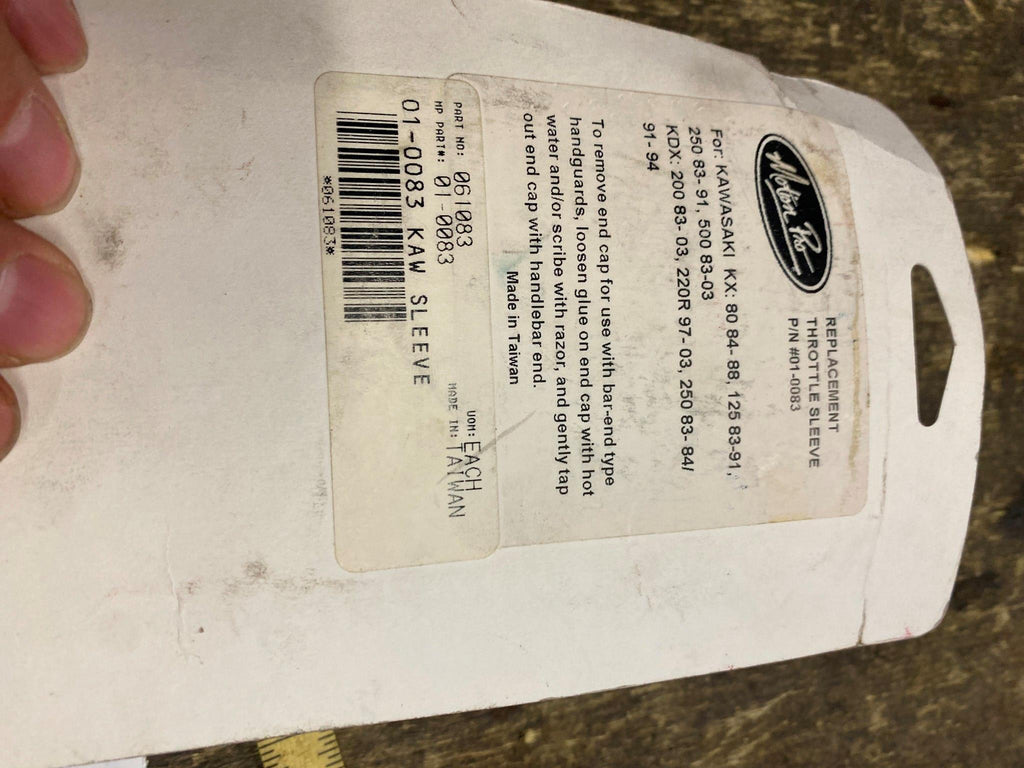 Motion Pro
REPLACEMENT
THROTTLE SLEEVE
P/N #01-0083
For: KAWASAKI KX: 80 84- 88, 125 83-91,
250 83- 91, 500 83-03
KDX: 200 83- 03, 220R 97- 03, 250 83- 84/
91- 94
To remove end cap for use with bar-end type
handguards, loosen glue on end cap with hot
water and/or scribe with razor, and gently tap
out end cap with handlebar end.
Made in Taiwan
PART NO: 061083
MP PART#: 01-0083
UOM: EACH
MADE IN: TAIWAN
01-0083 KAW SLEEVE
*061083*